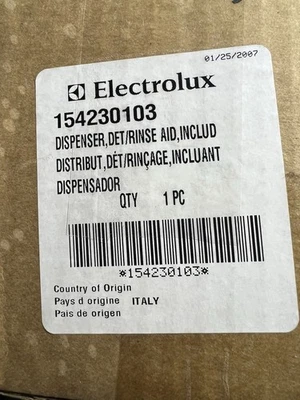 01/25/2007
Electrolux
154230103
DISPENSER,DET/RINSE AID,INCLUD
DISTRIBUT,DÉT/RINÇAGE,INCLUANT
DISPENSADOR
QTY 1 PC
*154230103*
Country of Origin
Pays d origine ITALY
Pais de origen